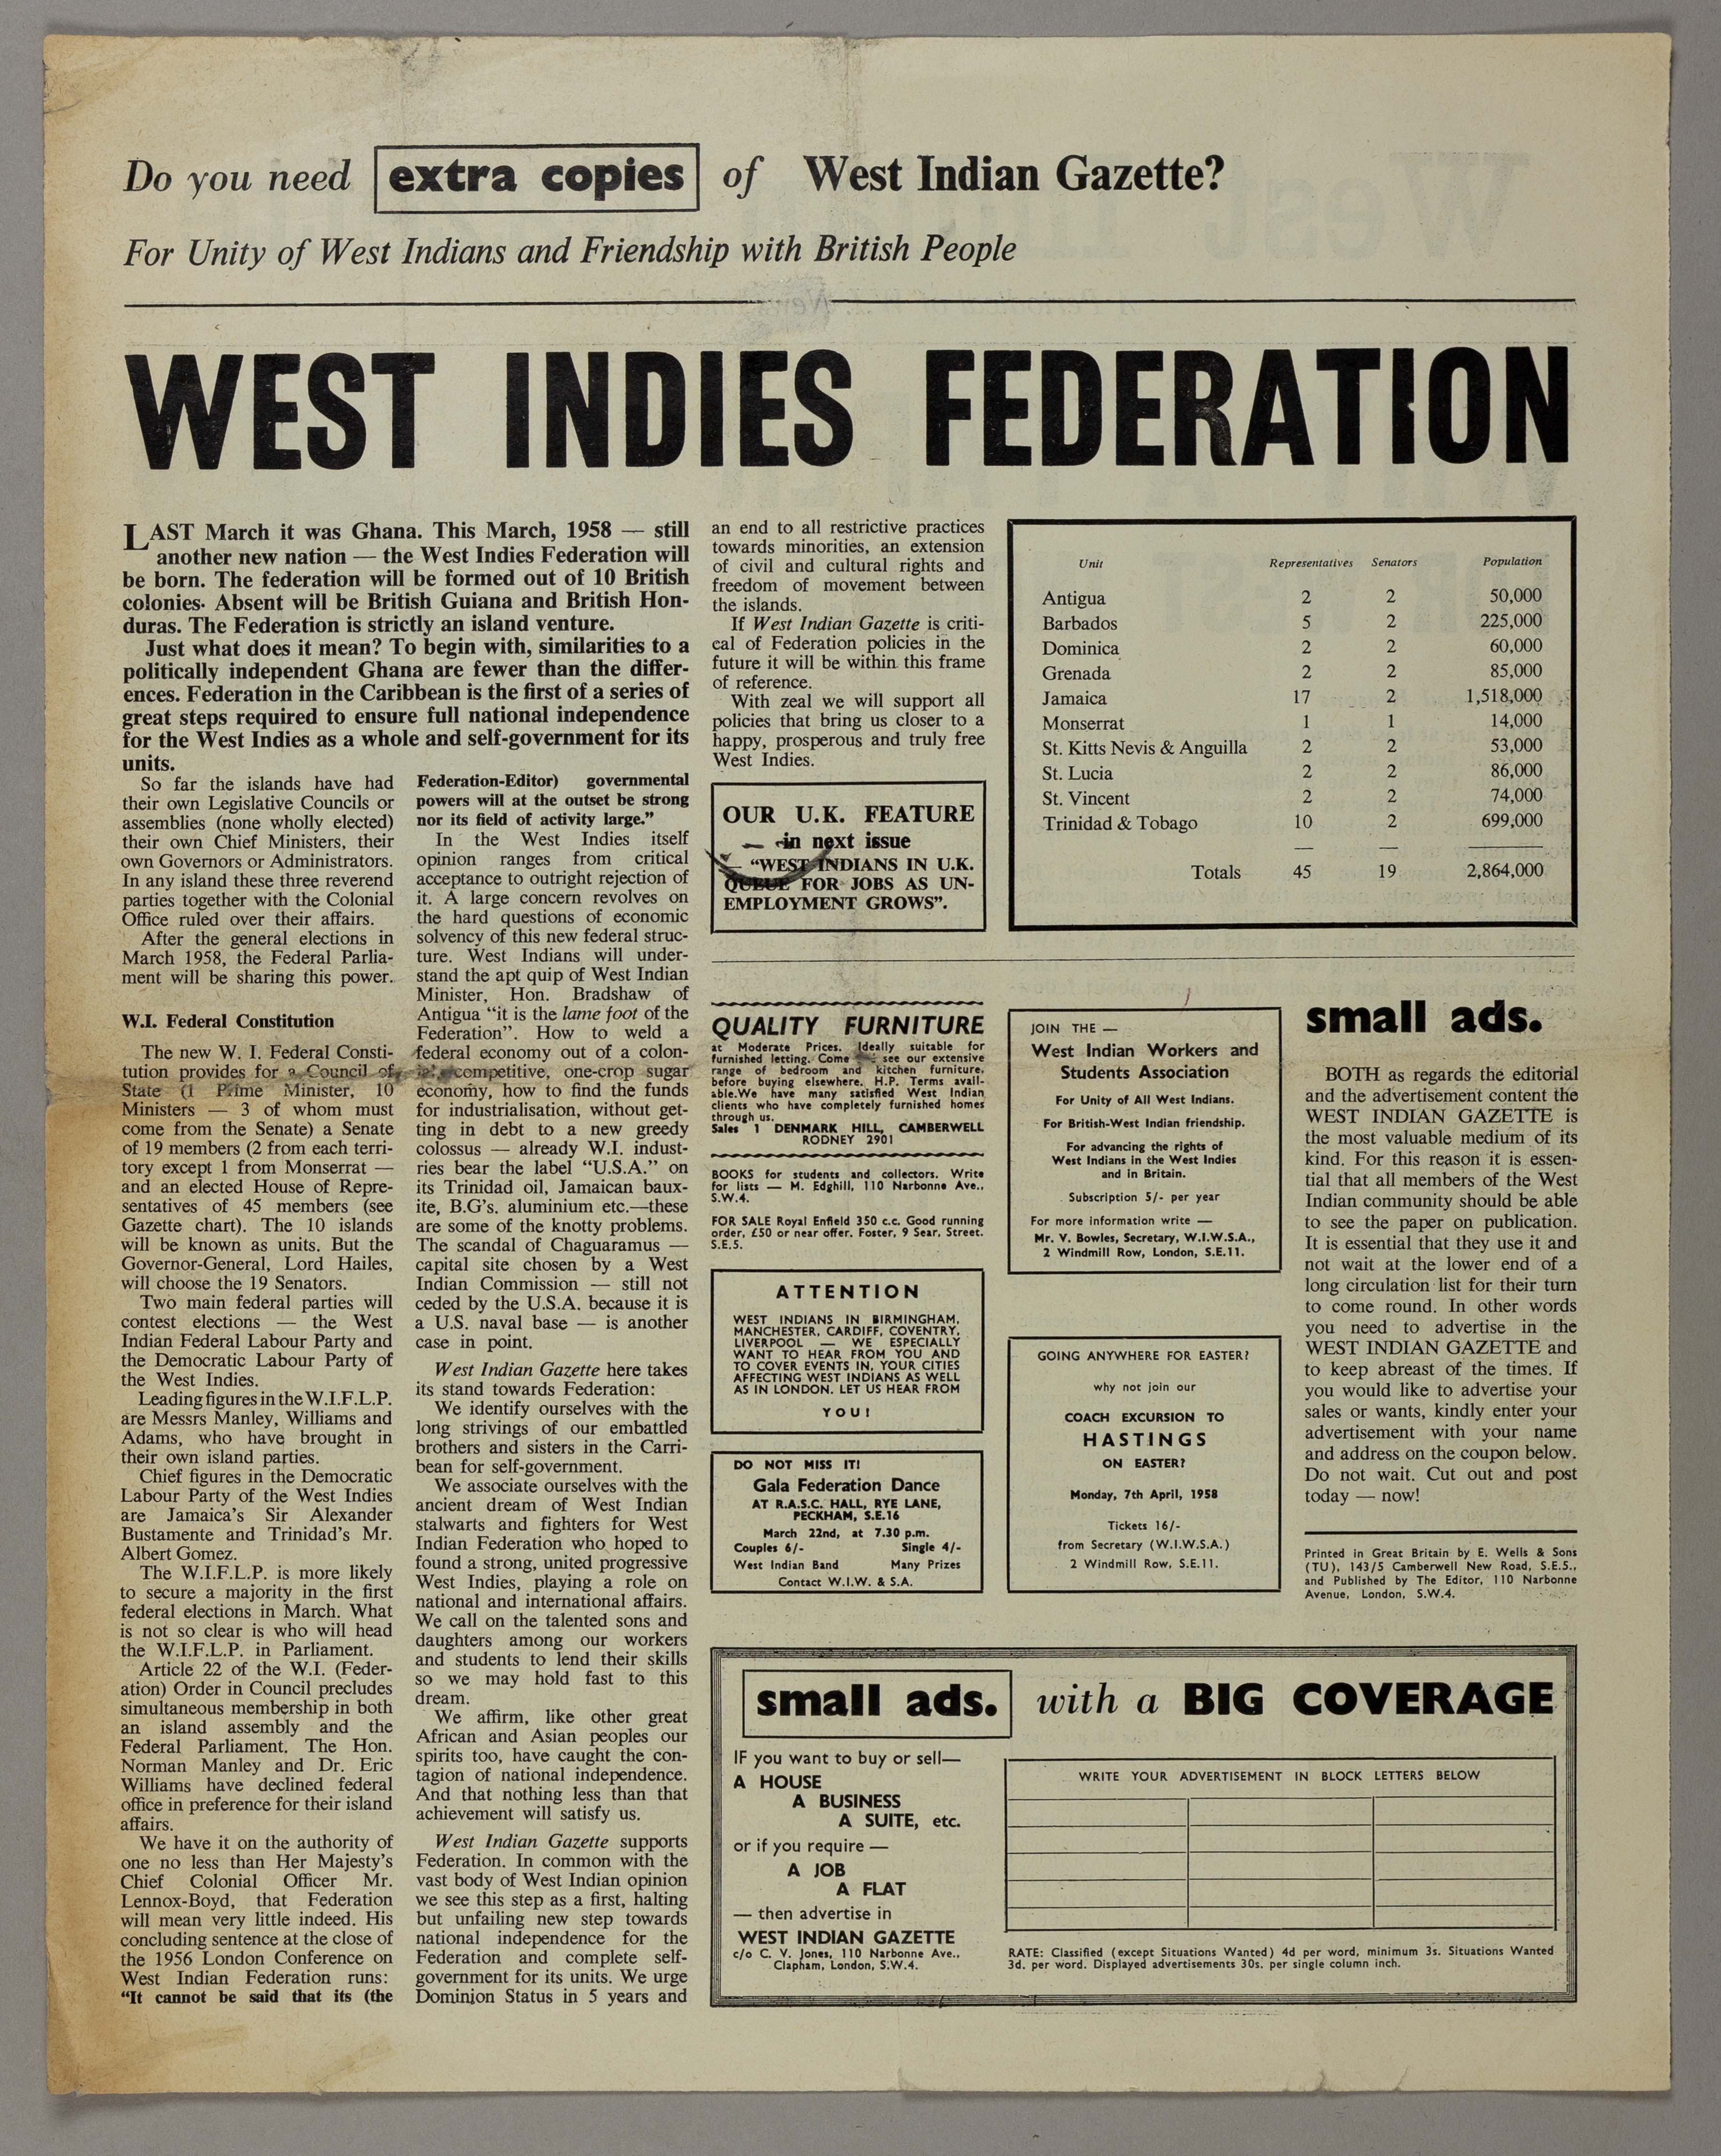 Do you need extra copies of West Indian Gazette?
For Unity of West Indians and Friendship with British People
WEST INDIES FEDERATION
LAST March it was Ghana. This March, 1958 — still
another new nation — the West Indies Federation will
be born. The federation will be formed out of 10 British
colonies. Absent will be British Guiana and British Hon-
duras. The Federation is strictly an island venture.
Just what does it mean? To begin with, similarities to a
politically independent Ghana are fewer than the differ-
ences. Federation in the Caribbean is the first of a series of
great steps required to ensure full national independence
for the West Indies as a whole and self-government for its
units.
So far the islands have had
their own Legislative Councils or
assemblies (none wholly elected)
their own Chief Ministers, their
own Governors or Administrators.
In any island these three reverend
parties together with the Colonial
Office ruled over their affairs.
After the general elections in
March 1958, the Federal Parlia-
ment will be sharing this power.
W.I. Federal Constitution
The new W. I. Federal Consti-
tution provides for a Council of
State (1 Prime Minister, 10
Ministers — 3 of whom must
come from the Senate) a Senate
of 19 members (2 from each terri-
tory except 1 from Monserrat —
and an elected House of Repre-
sentatives of 45 members (see
Gazette chart). The 10 islands
will be known as units. But the
Governor-General, Lord Hailes,
will choose the 19 Senators.
Two main federal parties will
contest elections — the West
Indian Federal Labour Party and
the Democratic Labour Party of
the West Indies.
Leading figures in the W.I.F.L.P.
are Messrs Manley, Williams and
Adams, who have brought in
their own island parties.
Chief figures in the Democratic
Labour Party of the West Indies
are Jamaica's Sir Alexander
Bustamente and Trinidad's Mr.
Albert Gomez.
The W.I.F.L.P. is more likely
to secure a majority in the first
federal elections in March. What
is not so clear is who will head
the W.I.F.L.P. in Parliament.
Article 22 of the W.I. (Feder-
ation) Order in Council precludes
simultaneous membership in both
an island assembly and the
Federal Parliament. The Hon.
Norman Manley and Dr. Eric
Williams have declined federal
office in preference for their island
affairs.
We have it on the authority of
one no less than Her Majesty's
Chief Colonial Officer Mr.
Lennox-Boyd, that Federation
will mean very little indeed. His
concluding sentence at the close of
the 1956 London Conference on
West Indian Federation runs:
"It cannot be said that its (the
Federation-Editor) governmental
powers will at the outset be strong
nor its field of activity large."
In the West Indies itself
opinion ranges from critical
acceptance to outright rejection of
it. A large concern revolves on
the hard questions of economic
solvency of this new federal struc-
ture. West Indians will under-
stand the apt quip of West Indian
Minister, Hon. Bradshaw of
Antigua "it is the lame foot of the
Federation". How to weld a
federal economy out of a colon-
competitive, one-crop sugar
economy, how to find the funds
for industrialisation, without get-
ting in debt to a new greedy
colossus — already W.I. indust-
ries bear the label "U.S.A." on
its Trinidad oil, Jamaican baux-
ite, B.G's. aluminium etc.—these
are some of the knotty problems.
The scandal of Chaguaramus —
capital site chosen by a West
Indian Commission — still not
ceded by the U.S.A. because it is
a U.S. naval base — is another
case in point.
West Indian Gazette here takes
its stand towards Federation:
We identify ourselves with the
long strivings of our embattled
brothers and sisters in the Carri-
bean for self-government.
We associate ourselves with the
ancient dream of West Indian
stalwarts and fighters for West
Indian Federation who hoped to
found a strong, united progressive
West Indies, playing a role on
national and international affairs.
We call on the talented sons and
daughters among our workers
and students to lend their skills
so we may hold fast to this
dream.
We affirm, like other great
African and Asian peoples our
spirits too, have caught the con-
tagion of national independence.
And that nothing less than that
achievement will satisfy us.
West Indian Gazette supports
Federation. In common with the
vast body of West Indian opinion
we see this step as a first, halting
but unfailing new step towards
national independence for the
Federation and complete self-
government for its units. We urge
Dominion Status in 5 years and
an end to all restrictive practices
towards minorities, an extension
of civil and cultural rights and
freedom of movement between
the islands.
If West Indian Gazette is criti-
cal of Federation policies in the
future it will be within this frame
of reference.
With zeal we will support all
policies that bring us closer to a
happy, prosperous and truly free
West Indies.
OUR U.K. FEATURE
— in next issue
— "WEST INDIANS IN U.K.
QUEUE FOR JOBS AS UN-
EMPLOYMENT GROWS".
Unit Representatives Senators Population
Antigua 2 2 50,000
Barbados 5 2 225,000
Dominica 2 2 60,000
Grenada 2 2 85,000
Jamaica 17 2 1,518,000
Monserrat 1 1 14,000
St. Kitts Nevis & Anguilla 2 2 53,000
St. Lucia 2 2 86,000
St. Vincent 2 2 74,000
Trinidad & Tobago 10 2 699,000
Totals 45 19 2,864,000
QUALITY FURNITURE
at Moderate Prices. Ideally suitable for
furnished letting. Come see our extensive
range of bedroom and kitchen furniture,
before buying elsewhere. H.P. Terms avail-
able.We have many satisfied West Indian
clients who have completely furnished homes
through us.
Sales 1 DENMARK HILL, CAMBERWELL
RODNEY 2901
BOOKS for students and collectors. Write
for lists — M. Edghill, 110 Narbonne Ave.,
S.W.4.
FOR SALE Royal Enfield 350 c.c. Good running
order, £50 or near offer. Foster, 9 Sear, Street.
S.E.5.
ATTENTION
WEST INDIANS IN BIRMINGHAM,
MANCHESTER, CARDIFF, COVENTRY,
LIVERPOOL — WE ESPECIALLY
WANT TO HEAR FROM YOU AND
TO COVER EVENTS IN, YOUR CITIES
AFFECTING WEST INDIANS AS WELL
AS IN LONDON. LET US HEAR FROM
YOU!
DO NOT MISS IT!
Gala Federation Dance
AT R.A.S.C. HALL, RYE LANE,
PECKHAM, S.E.16
March 22nd, at 7.30 p.m.
Couples 6/- Single 4/-
West Indian Band Many Prizes
Contact W.I.W. & S.A.
JOIN THE —
West Indian Workers and
Students Association
For Unity of All West Indians.
For British-West Indian friendship.
For advancing the rights of
West Indians in the West Indies
and in Britain.
Subscription 5/- per year
For more information write —
Mr. V. Bowles, Secretary, W.I.W.S.A.,
2 Windmill Row, London, S.E.11.
GOING ANYWHERE FOR EASTER?
why not join our
COACH EXCURSION TO
HASTINGS
ON EASTER?
Monday, 7th April, 1958
Tickets 16/-
from Secretary (W.I.W.S.A.)
2 Windmill Row, S.E.11.
small ads.
BOTH as regards the editorial
and the advertisement content the
WEST INDIAN GAZETTE is
the most valuable medium of its
kind. For this reason it is essen-
tial that all members of the West
Indian community should be able
to see the paper on publication.
It is essential that they use it and
not wait at the lower end of a
long circulation list for their turn
to come round. In other words
you need to advertise in the
WEST INDIAN GAZETTE and
to keep abreast of the times. If
you would like to advertise your
sales or wants, kindly enter your
advertisement with your name
and address on the coupon below.
Do not wait. Cut out and post
today — now!
Printed in Great Britain by E. Wells & Sons
(TU), 143/5 Camberwell New Road, S.E.5.,
and Published by The Editor, 110 Narbonne
Avenue, London, S.W.4.
small ads. with a BIG COVERAGE
IF you want to buy or sell—
A HOUSE
A BUSINESS
A SUITE, etc.
or if you require —
A JOB
A FLAT
— then advertise in
WEST INDIAN GAZETTE
c/o C. V. Jones, 110 Narbonne Ave.,
Clapham, London, S.W.4.
WRITE YOUR ADVERTISEMENT IN BLOCK LETTERS BELOW
RATE: Classified (except Situations Wanted) 4d per word, minimum 3s. Situations Wanted
3d. per word. Displayed advertisements 30s. per single column inch.